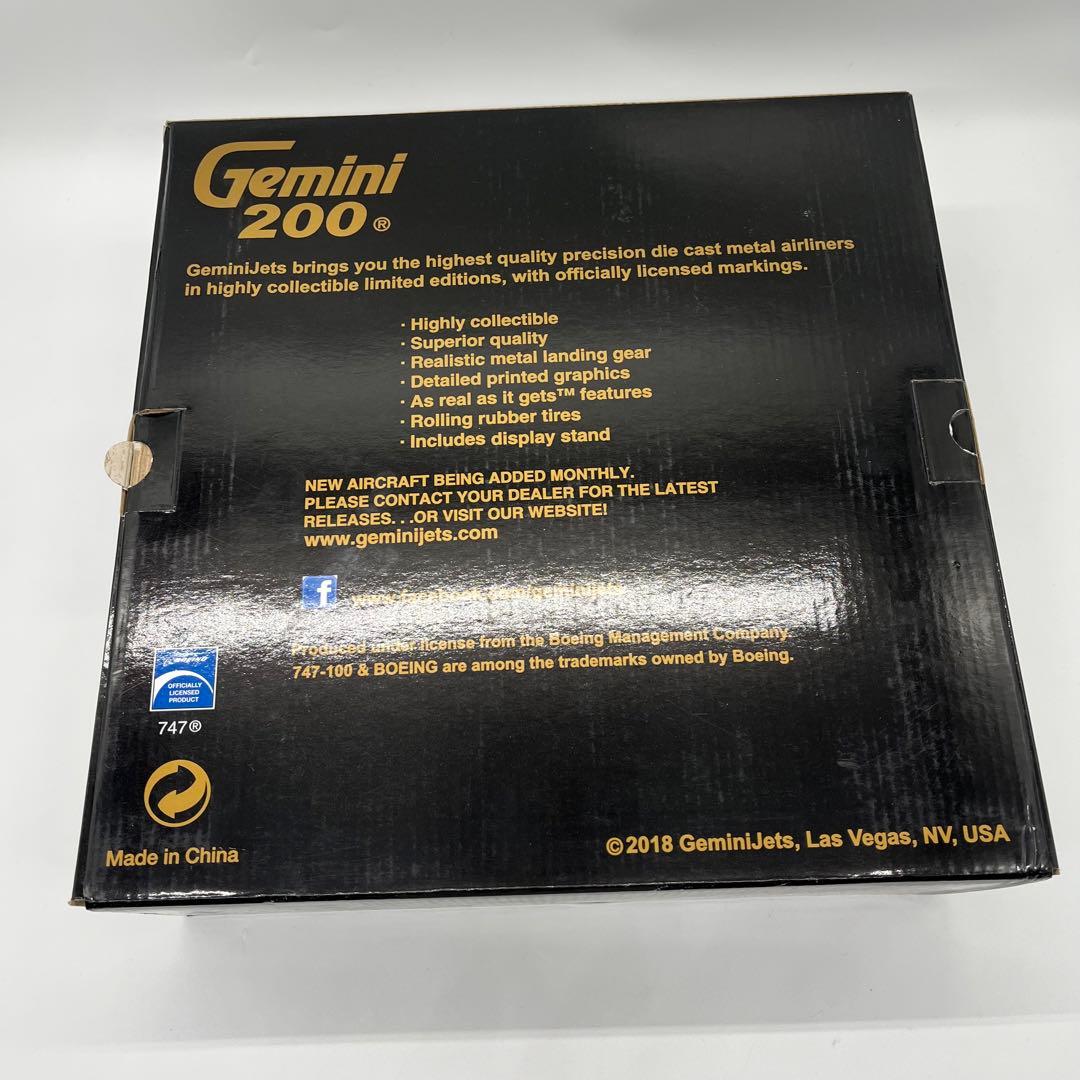 Gemini
200®
GeminiJets brings you the highest quality precision die cast metal airliners
in highly collectible limited editions, with officially licensed markings.
· Highly collectible
· Superior quality
· Realistic metal landing gear
· Detailed printed graphics
· As real as it gets™ features
· Rolling rubber tires
· Includes display stand
NEW AIRCRAFT BEING ADDED MONTHLY.
PLEASE CONTACT YOUR DEALER FOR THE LATEST
RELEASES. . .OR VISIT OUR WEBSITE!
www.geminijets.com
f www.facebook.com/geminijets
Produced under license from the Boeing Management Company.
747-100 & BOEING are among the trademarks owned by Boeing.
BOEING
OFFICIALLY
LICENSED
PRODUCT
747®
Made in China
©2018 GeminiJets, Las Vegas, NV, USA